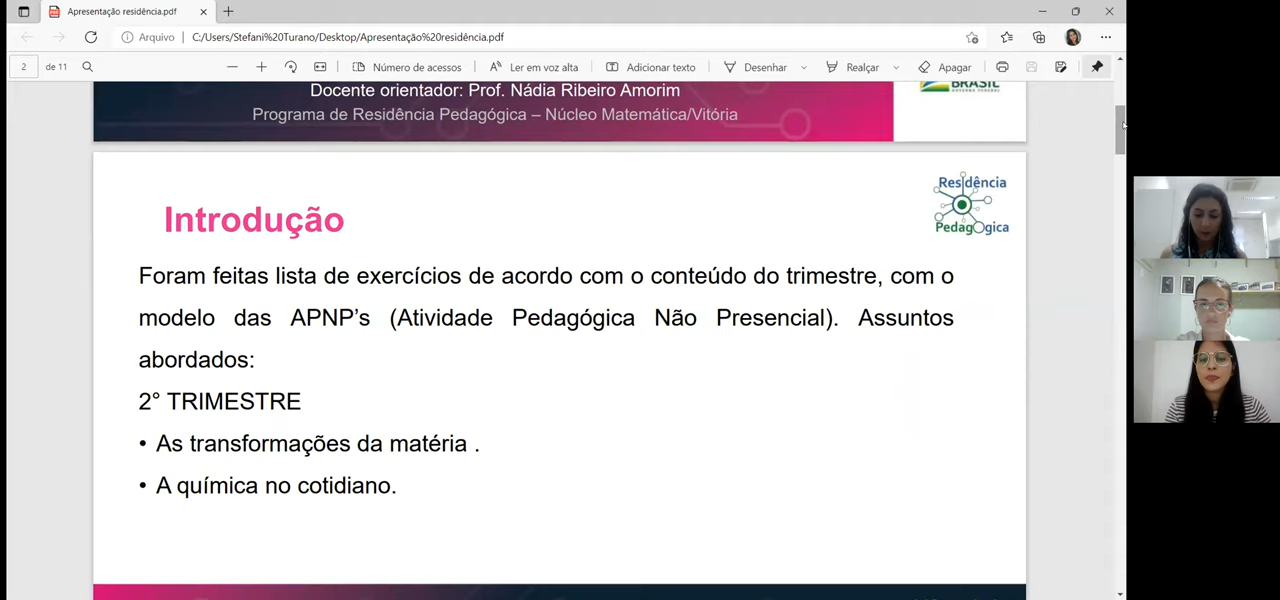 Apresentação residência.pdf
Arquivo
C:/Users/Stefani%20Turano/Desktop/Apresentação%20residência.pdf
2 de 11
Número de acessos
Ler em voz alta
Adicionar texto
Desenhar
Realçar
Apagar
Docente orientador: Prof. Nádia Ribeiro Amorim
BRASIL
GOVERNO FEDERAL
Programa de Residência Pedagógica – Núcleo Matemática/Vitória
Residência
Pedagógica
Introdução
Foram feitas lista de exercícios de acordo com o conteúdo do trimestre, com o
modelo das APNP’s (Atividade Pedagógica Não Presencial). Assuntos
abordados:
2° TRIMESTRE
• As transformações da matéria .
• A química no cotidiano.